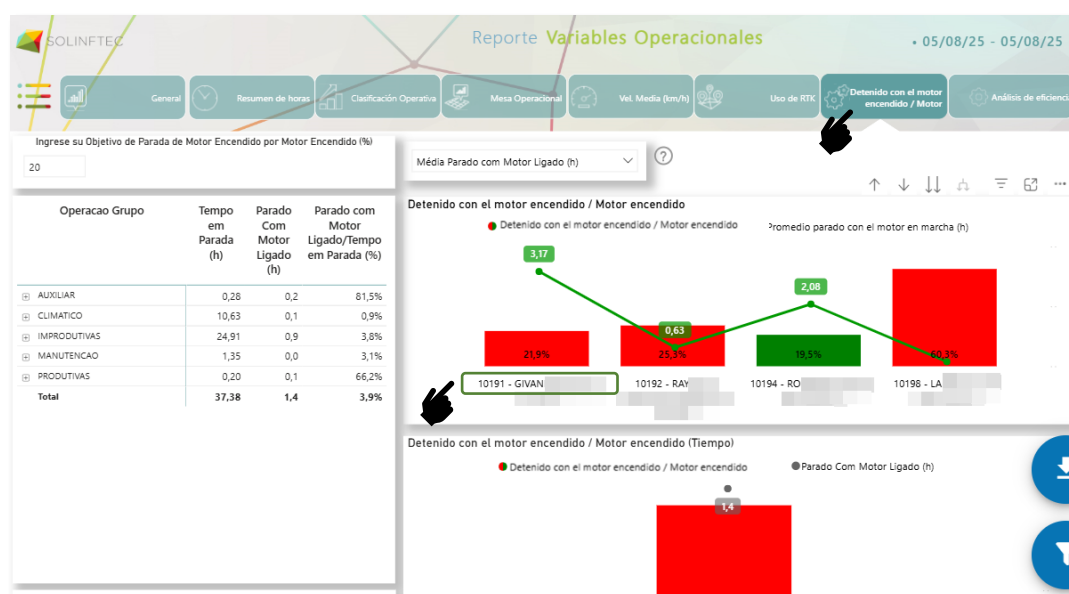 SOLINFTEC
Reporte Variables Operacionales
• 05/08/25 - 05/08/25
General
Resumen de horas
Clasificación Operativa
Mesa Operacional
Vel. Media (km/h)
Uso de RTK
Detenido con el motor
encendido / Motor
Análisis de eficiencia
Ingrese su Objetivo de Parada de Motor Encendido por Motor Encendido (%)
20
Média Parado com Motor Ligado (h)
?
Operacao Grupo
Tempo
em
Parada
(h)
Parado
Com
Motor
Ligado
(h)
Parado com
Motor
Ligado/Tempo
em Parada (%)
AUXILIAR 0,28 0,2 81,5%
CLIMATICO 10,63 0,1 0,9%
IMPRODUTIVAS 24,91 0,9 3,8%
MANUTENCAO 1,35 0,0 3,1%
PRODUTIVAS 0,20 0,1 66,2%
Total 37,38 1,4 3,9%
Detenido con el motor encendido / Motor encendido
Detenido con el motor encendido / Motor encendido
Promedio parado con el motor en marcha (h)
3,17
0,63
2,08
21,9%
25,3%
19,5%
60,3%
10191 - GIVAN
10192 - RAY
10194 - RO
10198 - LA
Detenido con el motor encendido / Motor encendido (Tiempo)
Detenido con el motor encendido / Motor encendido
Parado Com Motor Ligado (h)
1,4